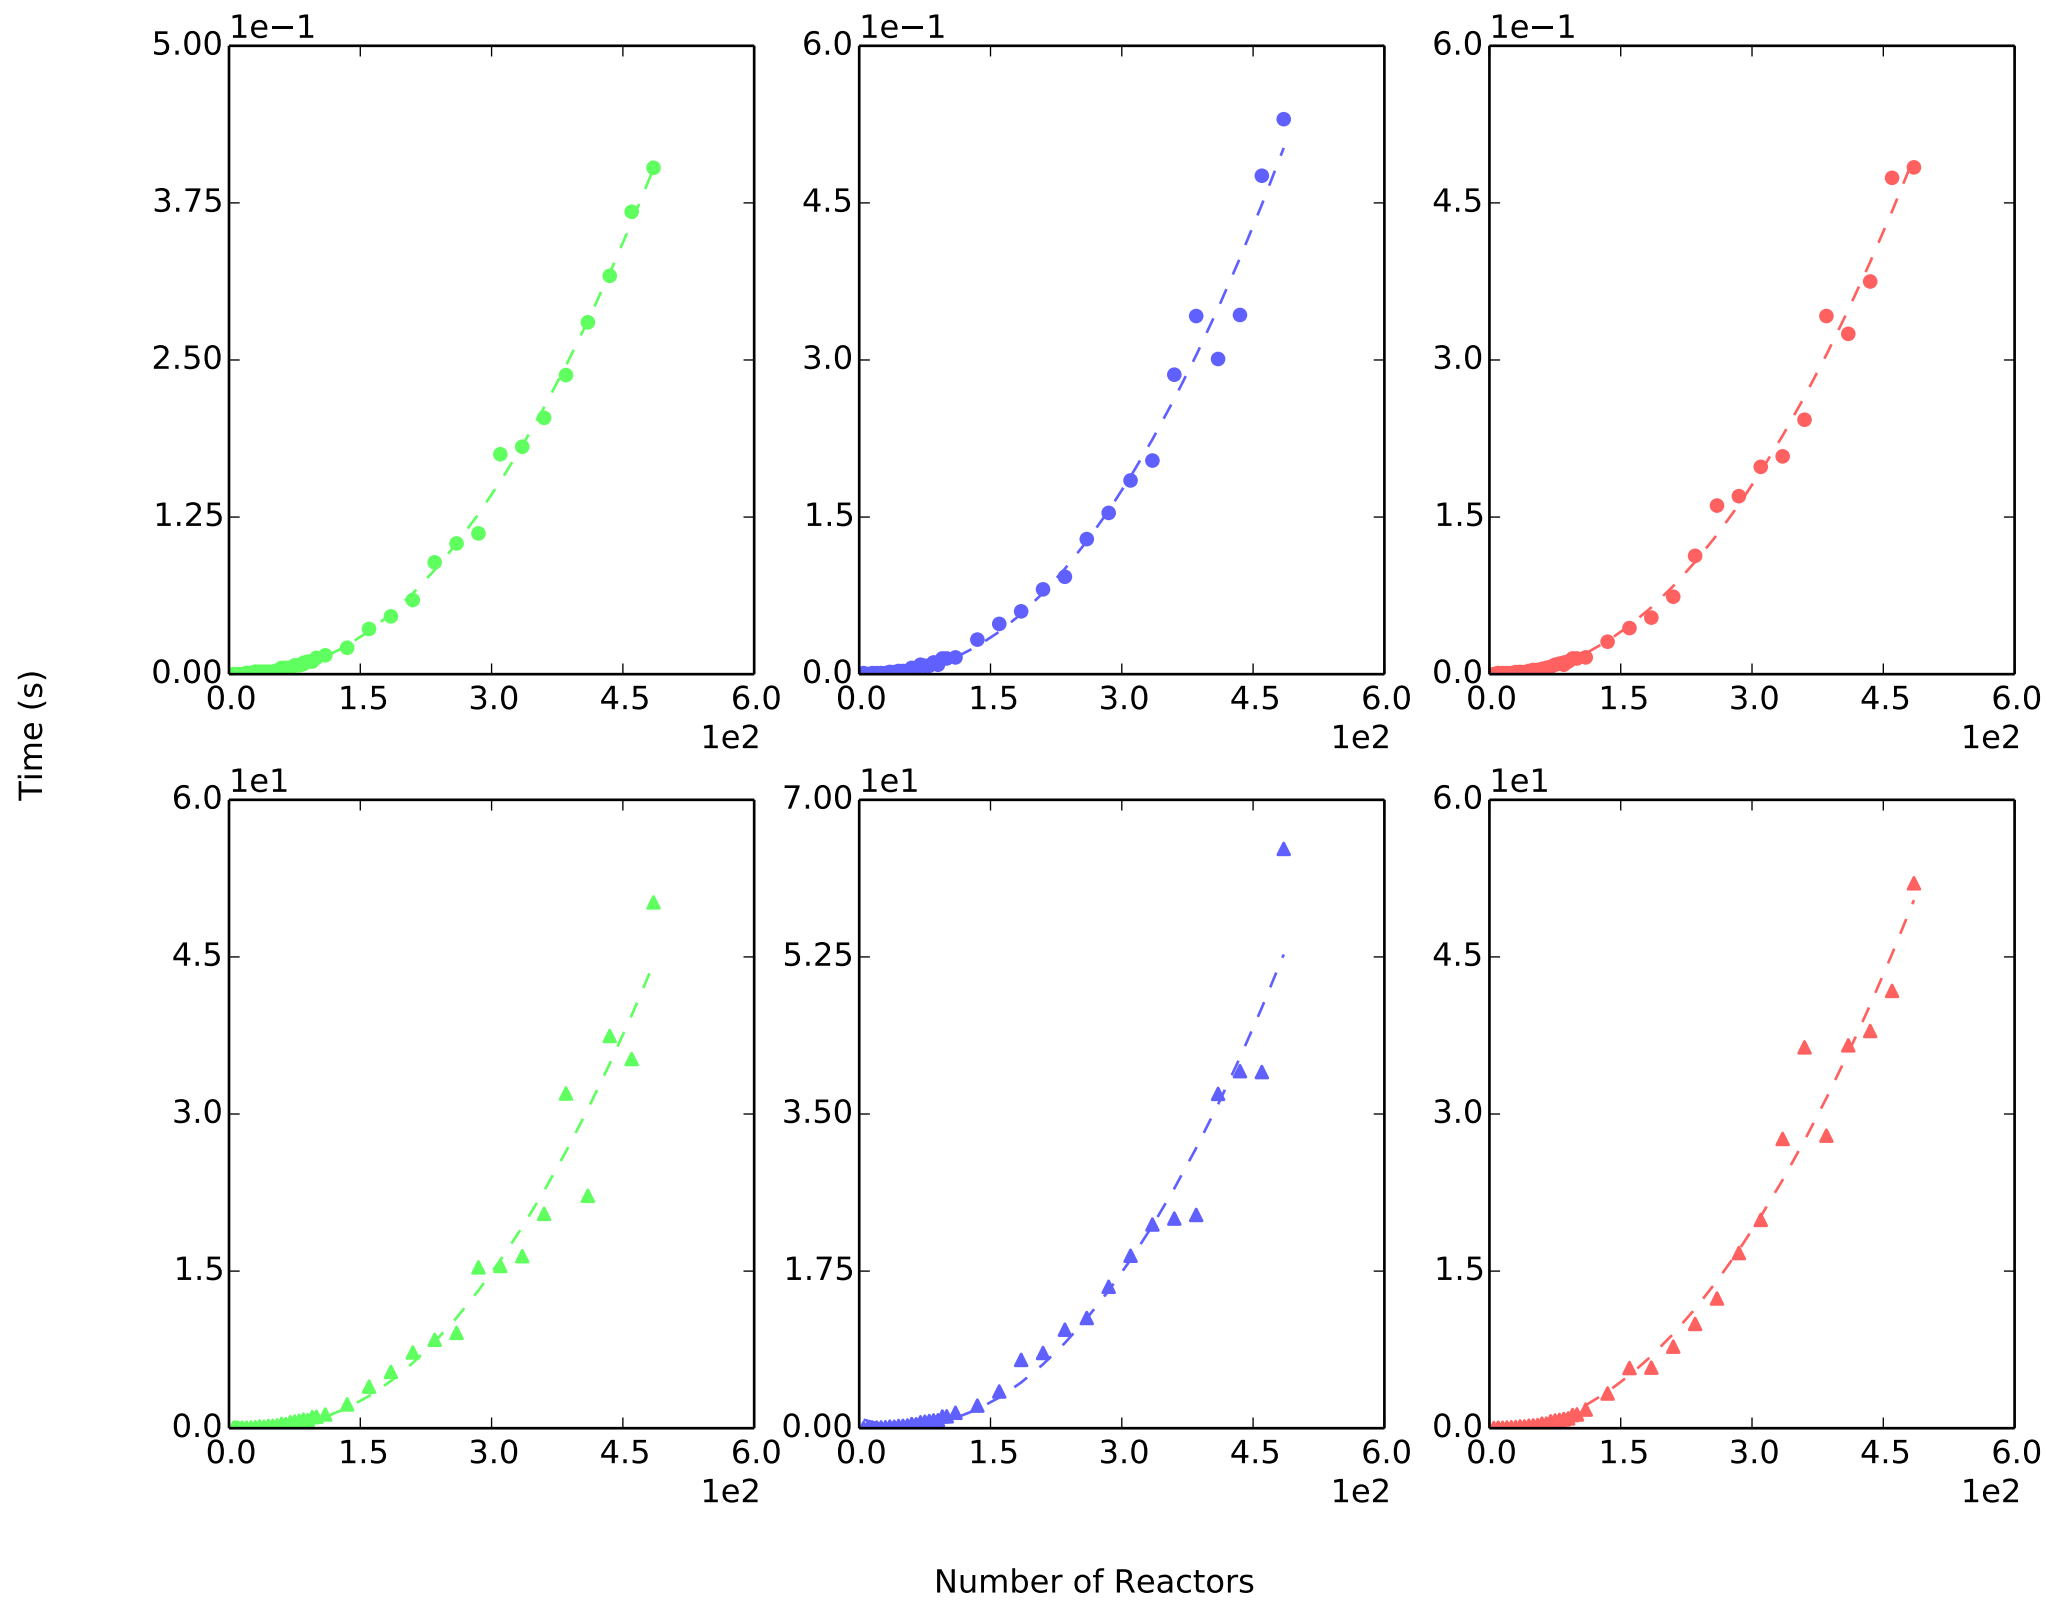 1e−1 1e−1 1e−1
5.00 6.0 6.0
3.75 4.5 4.5
2.50 3.0 3.0
1.25 1.5 1.5
0.00 0.0 0.0
0.0 1.5 3.0 4.5 6.0 0.0 1.5 3.0 4.5 6.0 0.0 1.5 3.0 4.5 6.0
1e2 1e2 1e2
Time (s)
1e1 1e1 1e1
6.0 7.00 6.0
4.5 5.25 4.5
3.0 3.50 3.0
1.5 1.75 1.5
0.0 0.00 0.0
0.0 1.5 3.0 4.5 6.0 0.0 1.5 3.0 4.5 6.0 0.0 1.5 3.0 4.5 6.0
1e2 1e2 1e2
Number of Reactors